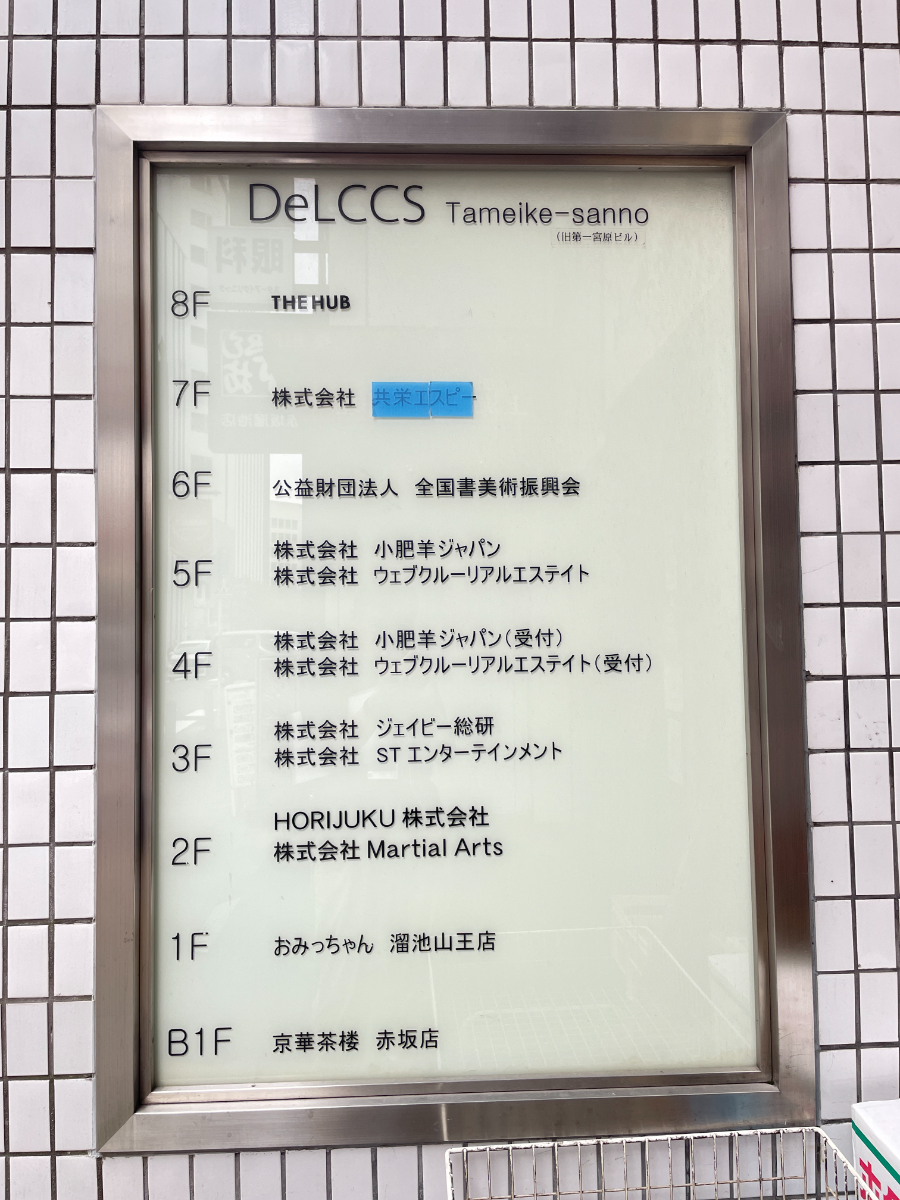 DeLCCS Tameike-sanno
（旧第一宮原ビル）
8F THE HUB
7F 株式会社 共栄エスピー
6F 公益財団法人 全国書美術振興会
株式会社 小肥羊ジャパン
5F 株式会社 ウェブクルーリアルエステイト
株式会社 小肥羊ジャパン（受付）
4F 株式会社 ウェブクルーリアルエステイト（受付）
株式会社 ジェイビー総研
3F 株式会社 STエンターテインメント
HORIJUKU 株式会社
2F 株式会社 Martial Arts
1F おみっちゃん 溜池山王店
B1F 京華茶楼 赤坂店